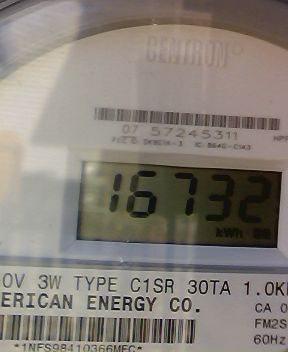 CENTRON
07 57245311
16732
kWh
0V 3W TYPE C1SR 30TA 1.0K
ERICAN ENERGY CO.
CA 0
FM2S
60Hz
*1NFS98410366MFC*